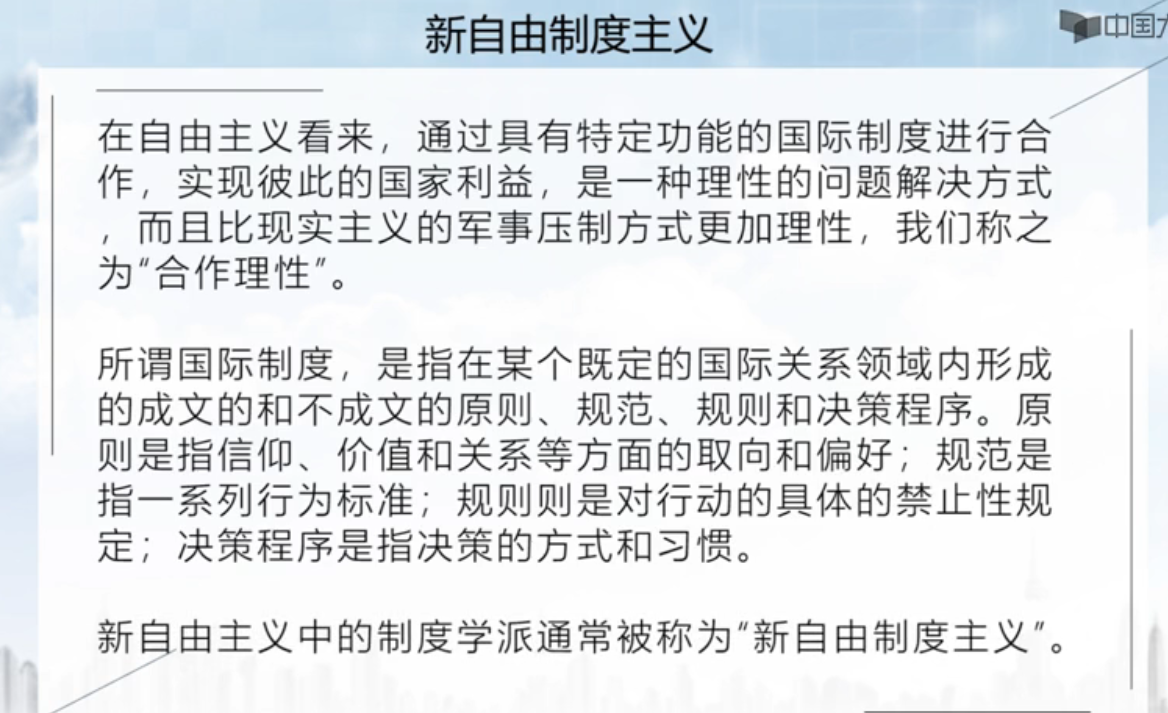 新自由制度主义
中国大
在自由主义看来，通过具有特定功能的国际制度进行合
作，实现彼此的国家利益，是一种理性的问题解决方式
，而且比现实主义的军事压制方式更加理性，我们称之
为“合作理性”。
所谓国际制度，是指在某个既定的国际关系领域内形成
的成文的和不成文的原则、规范、规则和决策程序。原
则是指信仰、价值和关系等方面的取向和偏好；规范是
指一系列行为标准；规则则是对行动的具体的禁止性规
定；决策程序是指决策的方式和习惯。
新自由主义中的制度学派通常被称为“新自由制度主义”。